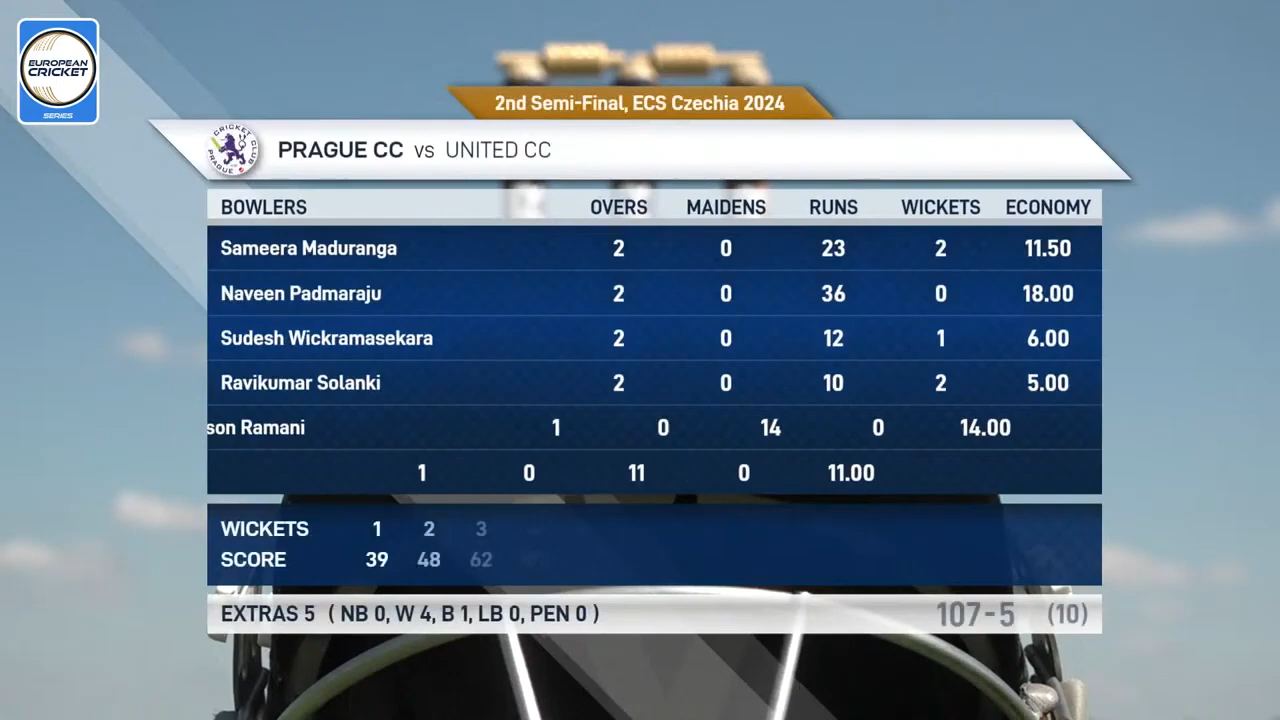 EUROPEAN
CRICKET
SERIES
2nd Semi-Final, ECS Czechia 2024
CRICKET CLUB
PRAGUE
PRAGUE CC vs UNITED CC
BOWLERS OVERS MAIDENS RUNS WICKETS ECONOMY
Sameera Maduranga 2 0 23 2 11.50
Naveen Padmaraju 2 0 36 0 18.00
Sudesh Wickramasekara 2 0 12 1 6.00
Ravikumar Solanki 2 0 10 2 5.00
son Ramani 1 0 14 0 14.00
1 0 11 0 11.00
WICKETS 1 2 3
SCORE 39 48 62
EXTRAS 5 ( NB 0, W 4, B 1, LB 0, PEN 0 ) 107-5 (10)